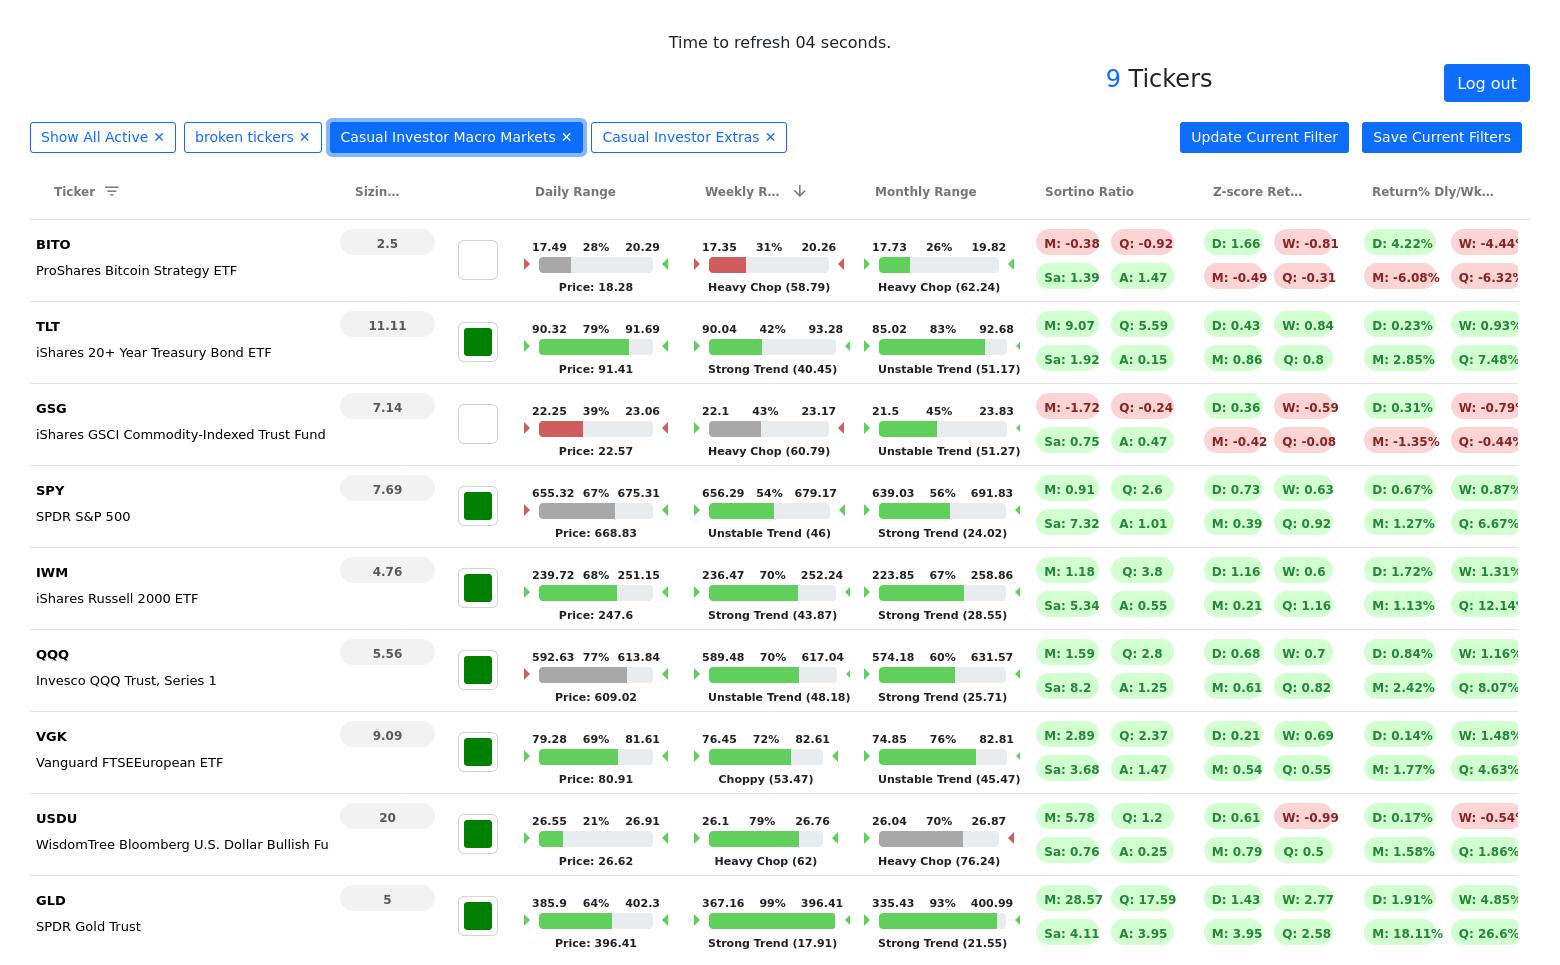 Time to refresh 04 seconds.
9 Tickers
Log out
Show All Active ✕ broken tickers ✕ Casual Investor Macro Markets ✕ Casual Investor Extras ✕ Update Current Filter Save Current Filters
Ticker Sizin… Daily Range Weekly R… Monthly Range Sortino Ratio Z-score Ret… Return% Dly/Wk…
BITO 2.5 17.49 28% 20.29 17.35 31% 20.26 17.73 26% 19.82 M: -0.38 Q: -0.92 D: 1.66 W: -0.81 D: 4.22% W: -4.44%
ProShares Bitcoin Strategy ETF Price: 18.28 Heavy Chop (58.79) Heavy Chop (62.24) Sa: 1.39 A: 1.47 M: -0.49 Q: -0.31 M: -6.08% Q: -6.32%
TLT 11.11 90.32 79% 91.69 90.04 42% 93.28 85.02 83% 92.68 M: 9.07 Q: 5.59 D: 0.43 W: 0.84 D: 0.23% W: 0.93%
iShares 20+ Year Treasury Bond ETF Price: 91.41 Strong Trend (40.45) Unstable Trend (51.17) Sa: 1.92 A: 0.15 M: 0.86 Q: 0.8 M: 2.85% Q: 7.48%
GSG 7.14 22.25 39% 23.06 22.1 43% 23.17 21.5 45% 23.83 M: -1.72 Q: -0.24 D: 0.36 W: -0.59 D: 0.31% W: -0.79%
iShares GSCI Commodity-Indexed Trust Fund Price: 22.57 Heavy Chop (60.79) Unstable Trend (51.27) Sa: 0.75 A: 0.47 M: -0.42 Q: -0.08 M: -1.35% Q: -0.44%
SPY 7.69 655.32 67% 675.31 656.29 54% 679.17 639.03 56% 691.83 M: 0.91 Q: 2.6 D: 0.73 W: 0.63 D: 0.67% W: 0.87%
SPDR S&P 500 Price: 668.83 Unstable Trend (46) Strong Trend (24.02) Sa: 7.32 A: 1.01 M: 0.39 Q: 0.92 M: 1.27% Q: 6.67%
IWM 4.76 239.72 68% 251.15 236.47 70% 252.24 223.85 67% 258.86 M: 1.18 Q: 3.8 D: 1.16 W: 0.6 D: 1.72% W: 1.31%
iShares Russell 2000 ETF Price: 247.6 Strong Trend (43.87) Strong Trend (28.55) Sa: 5.34 A: 0.55 M: 0.21 Q: 1.16 M: 1.13% Q: 12.14%
QQQ 5.56 592.63 77% 613.84 589.48 70% 617.04 574.18 60% 631.57 M: 1.59 Q: 2.8 D: 0.68 W: 0.7 D: 0.84% W: 1.16%
Invesco QQQ Trust, Series 1 Price: 609.02 Unstable Trend (48.18) Strong Trend (25.71) Sa: 8.2 A: 1.25 M: 0.61 Q: 0.82 M: 2.42% Q: 8.07%
VGK 9.09 79.28 69% 81.61 76.45 72% 82.61 74.85 76% 82.81 M: 2.89 Q: 2.37 D: 0.21 W: 0.69 D: 0.14% W: 1.48%
Vanguard FTSEEuropean ETF Price: 80.91 Choppy (53.47) Unstable Trend (45.47) Sa: 3.68 A: 1.47 M: 0.54 Q: 0.55 M: 1.77% Q: 4.63%
USDU 20 26.55 21% 26.91 26.1 79% 26.76 26.04 70% 26.87 M: 5.78 Q: 1.2 D: 0.61 W: -0.99 D: 0.17% W: -0.54%
WisdomTree Bloomberg U.S. Dollar Bullish Fu Price: 26.62 Heavy Chop (62) Heavy Chop (76.24) Sa: 0.76 A: 0.25 M: 0.79 Q: 0.5 M: 1.58% Q: 1.86%
GLD 5 385.9 64% 402.3 367.16 99% 396.41 335.43 93% 400.99 M: 28.57 Q: 17.59 D: 1.43 W: 2.77 D: 1.91% W: 4.85%
SPDR Gold Trust Price: 396.41 Strong Trend (17.91) Strong Trend (21.55) Sa: 4.11 A: 3.95 M: 3.95 Q: 2.58 M: 18.11% Q: 26.6%